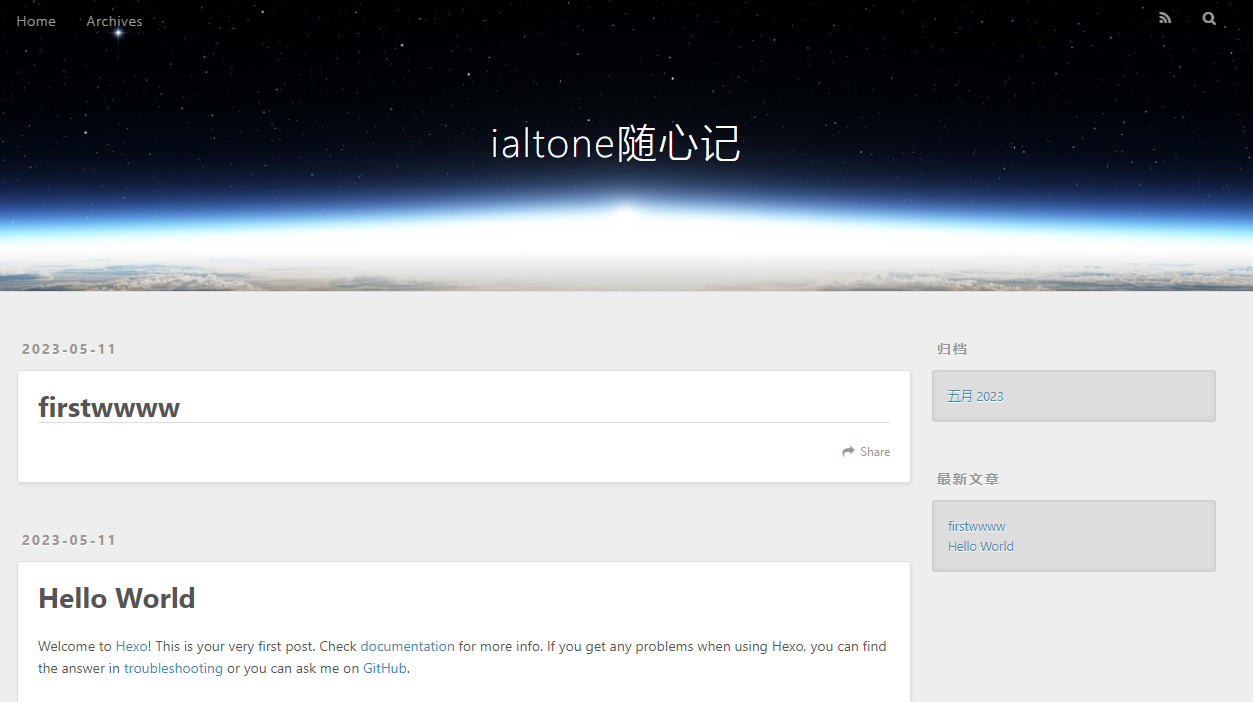 Home
Archives
ialtone随心记
2023-05-11
firstwwww
Share
2023-05-11
Hello World
Welcome to Hexo! This is your very first post. Check documentation for more info. If you get any problems when using Hexo, you can find
the answer in troubleshooting or you can ask me on GitHub.
归档
五月 2023
最新文章
firstwwww
Hello World